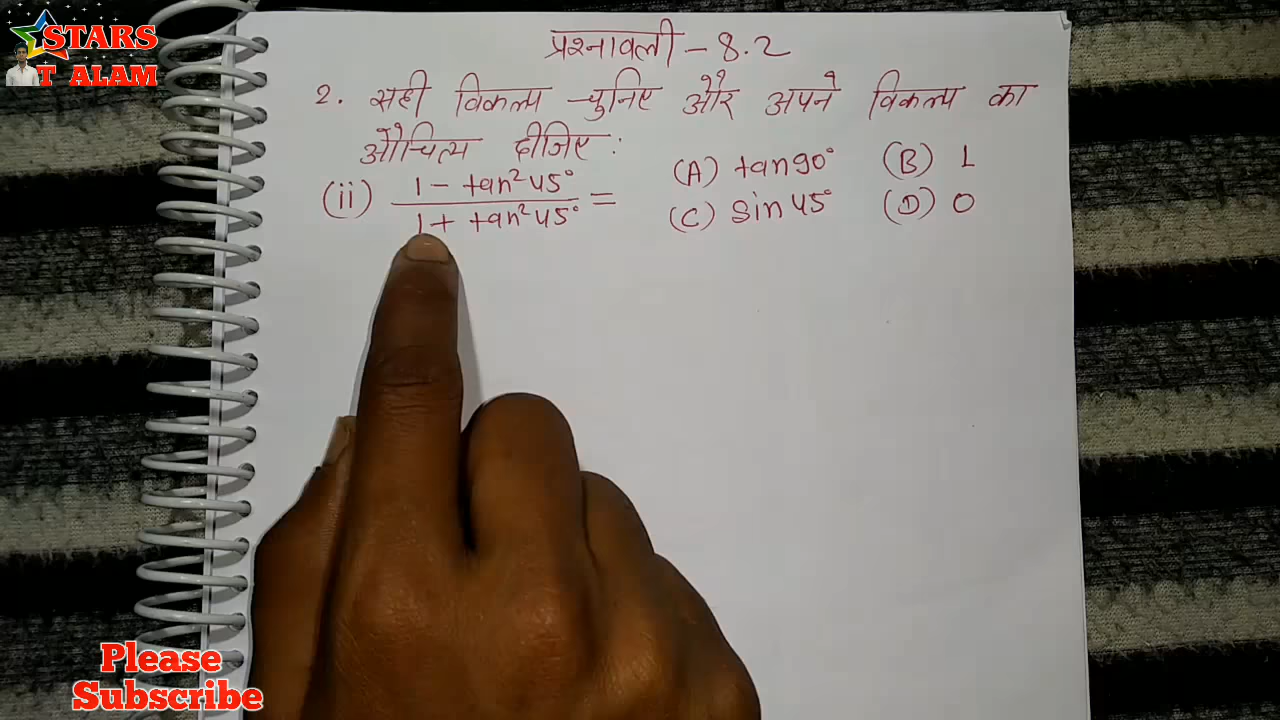 STARS
T ALAM
प्रश्नावली - 8.2
2. सही विकल्प चुनिए और अपने विकल्प का
औचित्य दीजिए :
(ii) 1 - tan²45° / 1 + tan²45° =
(A) tan90° (B) 1
(C) sin45° (D) 0
Please
Subscribe